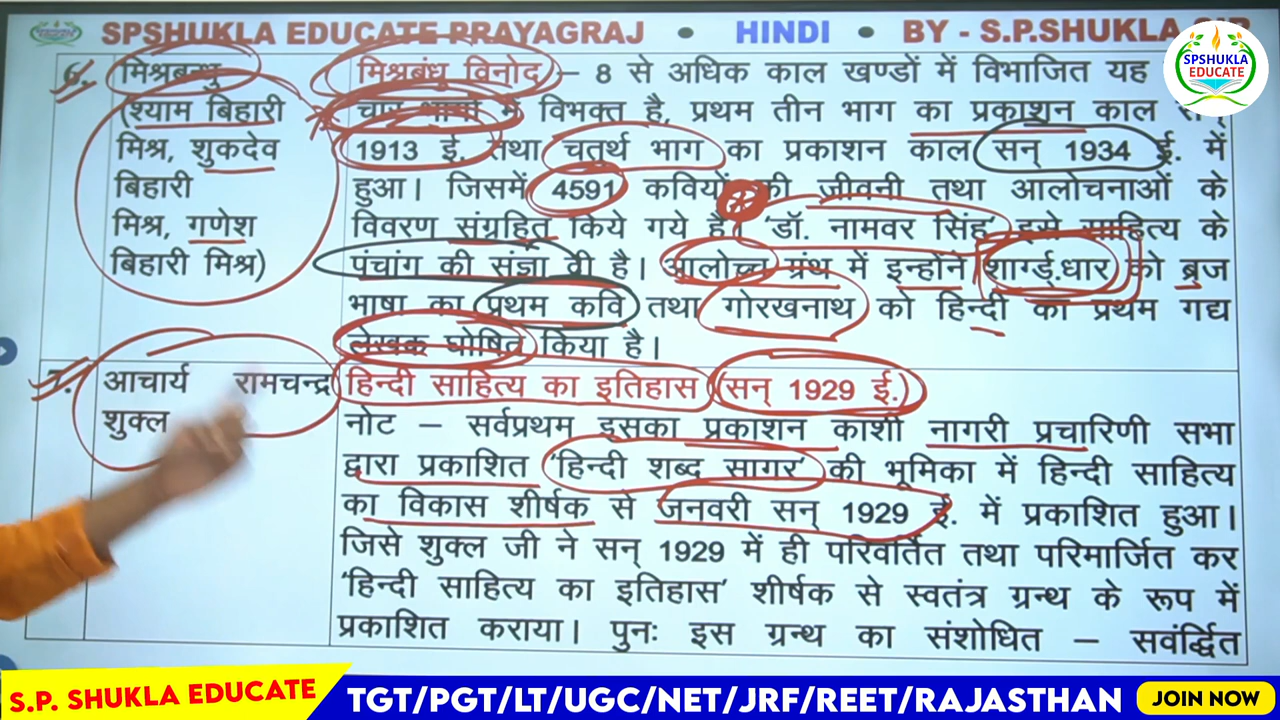 SPSHUKLA EDUCATE PRAYAGRAJ • HINDI • BY - S.P.SHUKLA
SPSHUKLA
EDUCATE
6. मिश्रबन्धु
(श्याम बिहारी
मिश्र, शुकदेव
बिहारी
मिश्र, गणेश
बिहारी मिश्र)
मिश्रबंधु विनोद – 8 से अधिक काल खण्डों में विभाजित यह
चार भागों में विभक्त है, प्रथम तीन भाग का प्रकाशन काल सन्
1913 ई. तथा चतुर्थ भाग का प्रकाशन काल सन् 1934 ई. में
हुआ। जिसमें 4591 कवियों की जीवनी तथा आलोचनाओं के
विवरण संग्रहित किये गये है। 'डॉ. नामवर सिंह' इसे साहित्य के
पंचांग की संज्ञा दी है। आलोच्च ग्रंथ में इन्होंने शार्ग्ड.धार को ब्रज
भाषा का प्रथम कवि तथा गोरखनाथ को हिन्दी का प्रथम गद्य
लेखक घोषित किया है।
7. आचार्य रामचन्द्र
शुक्ल
हिन्दी साहित्य का इतिहास (सन् 1929 ई.)
नोट – सर्वप्रथम इसका प्रकाशन काशी नागरी प्रचारिणी सभा
द्वारा प्रकाशित 'हिन्दी शब्द सागर' की भूमिका में हिन्दी साहित्य
का विकास शीर्षक से जनवरी सन् 1929 ई. में प्रकाशित हुआ।
जिसे शुक्ल जी ने सन् 1929 में ही परिवर्तित तथा परिमार्जित कर
'हिन्दी साहित्य का इतिहास' शीर्षक से स्वतंत्र ग्रन्थ के रूप में
प्रकाशित कराया। पुनः इस ग्रन्थ का संशोधित – सवंर्द्धित
S.P. SHUKLA EDUCATE
TGT/PGT/LT/UGC/NET/JRF/REET/RAJASTHAN
JOIN NOW